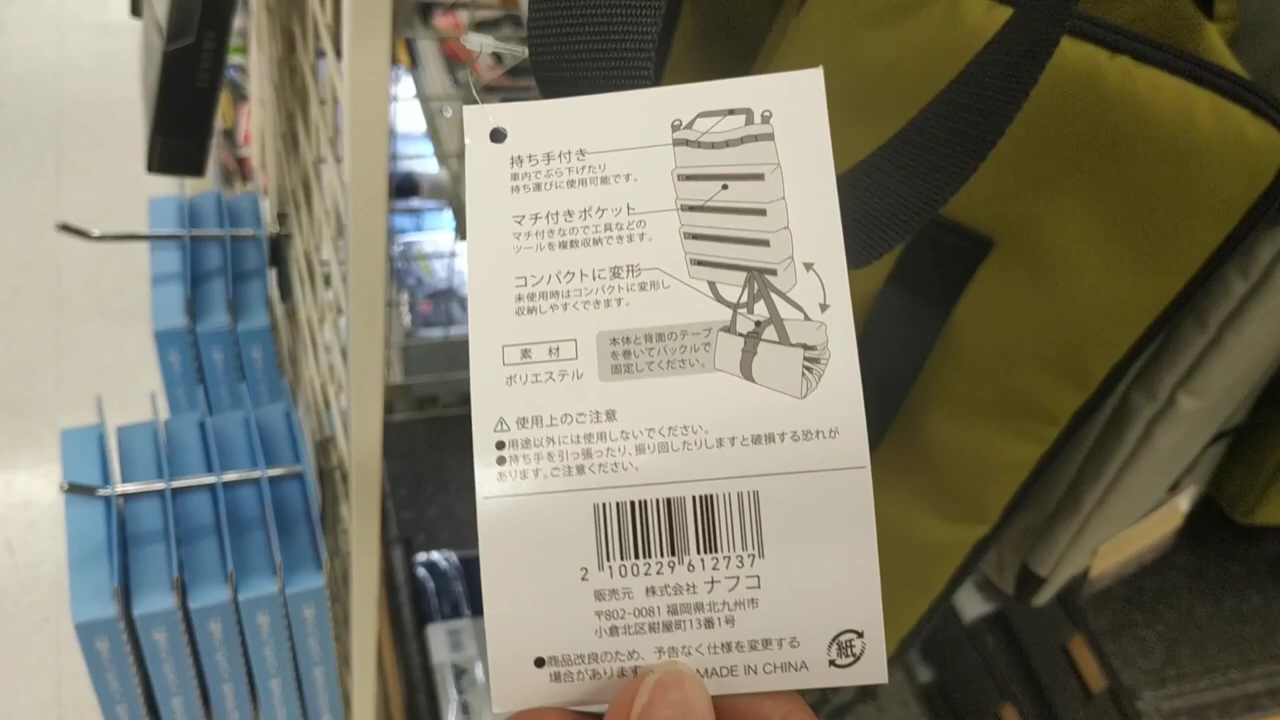 持ち手付き
車内でぶら下げたり
持ち運びに使用可能です。
マチ付きポケット
マチ付きなので工具などの
ツールを複数収納できます。
コンパクトに変形
未使用時はコンパクトに変形し
収納しやすくできます。
本体と背面のテープ
を巻いてバックルで
固定してください。
素 材
ポリエステル
⚠ 使用上のご注意
●用途以外には使用しないでください。
●持ち手を引っ張ったり、振り回したりしますと破損する恐れが
あります。ご注意ください。
2 100229 612737
販売元 株式会社 ナフコ
〒802-0081 福岡県北九州市
小倉北区紺屋町13番1号
●商品改良のため、予告なく仕様を変更する
場合があります
MADE IN CHINA
紙